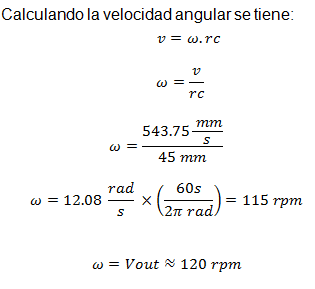 Calculando la velocidad angular se tiene:
v = ω.rc
ω = v / rc
ω = 543.75 mm/s / 45 mm
ω = 12.08 rad/s × (60s / 2π rad) = 115 rpm
ω = Vout ≈ 120 rpm